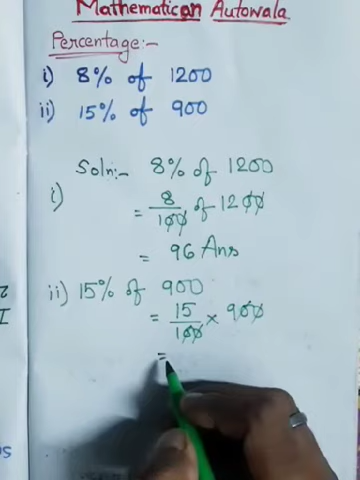 Mathematican Autowala
Percentage:-
i) 8% of 1200
ii) 15% of 900
Soln:- 8% of 1200
i)
= 8/100 of 1200
= 96 Ans
ii) 15% of 900
= 15/100 × 900
=